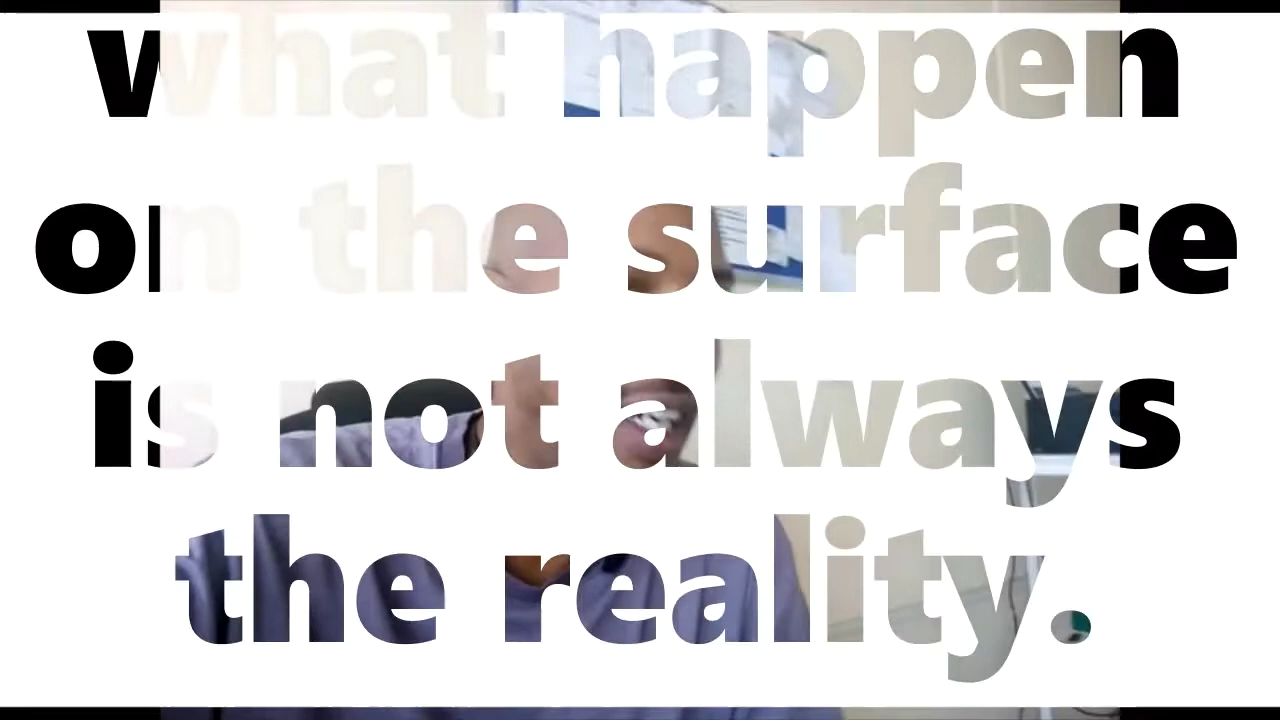 what happen
on the surface
is not always
the reality.